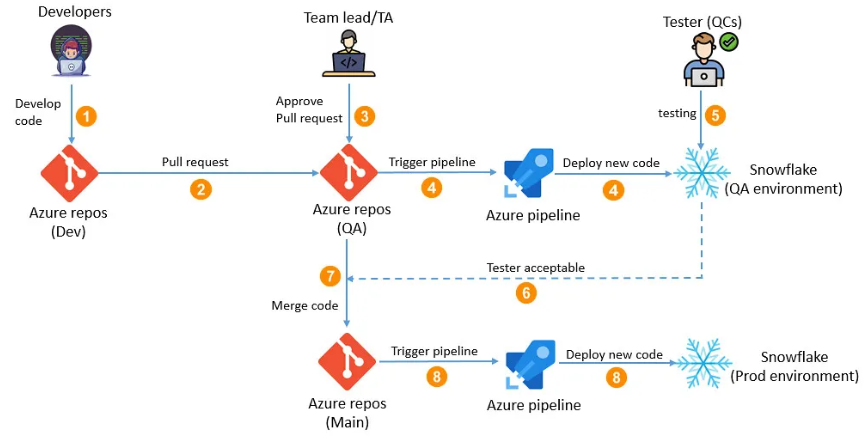 Developers
Team lead/TA
Tester (QCs)
Develop
code
1
Approve
Pull request
3
testing
5
Pull request
2
Trigger pipeline
4
Deploy new code
4
Azure repos
(Dev)
Azure repos
(QA)
Azure pipeline
Snowflake
(QA environment)
7
Tester acceptable
6
Merge code
Trigger pipeline
8
Deploy new code
8
Azure repos
(Main)
Azure pipeline
Snowflake
(Prod environment)